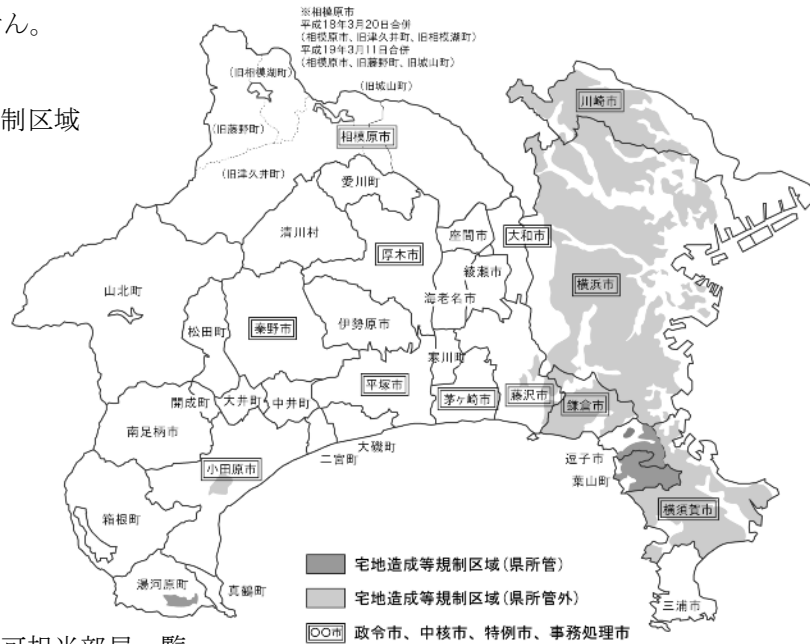 せん。
※相模原市
平成18年3月20日合併
(相模原市、旧津久井町、旧相模湖町)
平成19年3月11日合併
(相模原市、旧藤野町、旧城山町)
制区域
(旧相模湖町)
(旧城山町)
川崎市
(旧藤野町)
相模原市
(旧津久井町)
愛川町
清川村
座間市
大和市
厚木市
綾瀬市
横浜市
山北町
海老名市
松田町
秦野市
伊勢原市
寒川町
平塚市
茅ヶ崎市
藤沢市
鎌倉市
開成町
大井町
中井町
南足柄市
大磯町
二宮町
逗子市
小田原市
葉山町
横須賀市
箱根町
湯河原町
真鶴町
三浦市
宅地造成等規制区域(県所管)
宅地造成等規制区域(県所管外)
○○市 政令市、中核市、特例市、事務処理市
可担当部局一覧